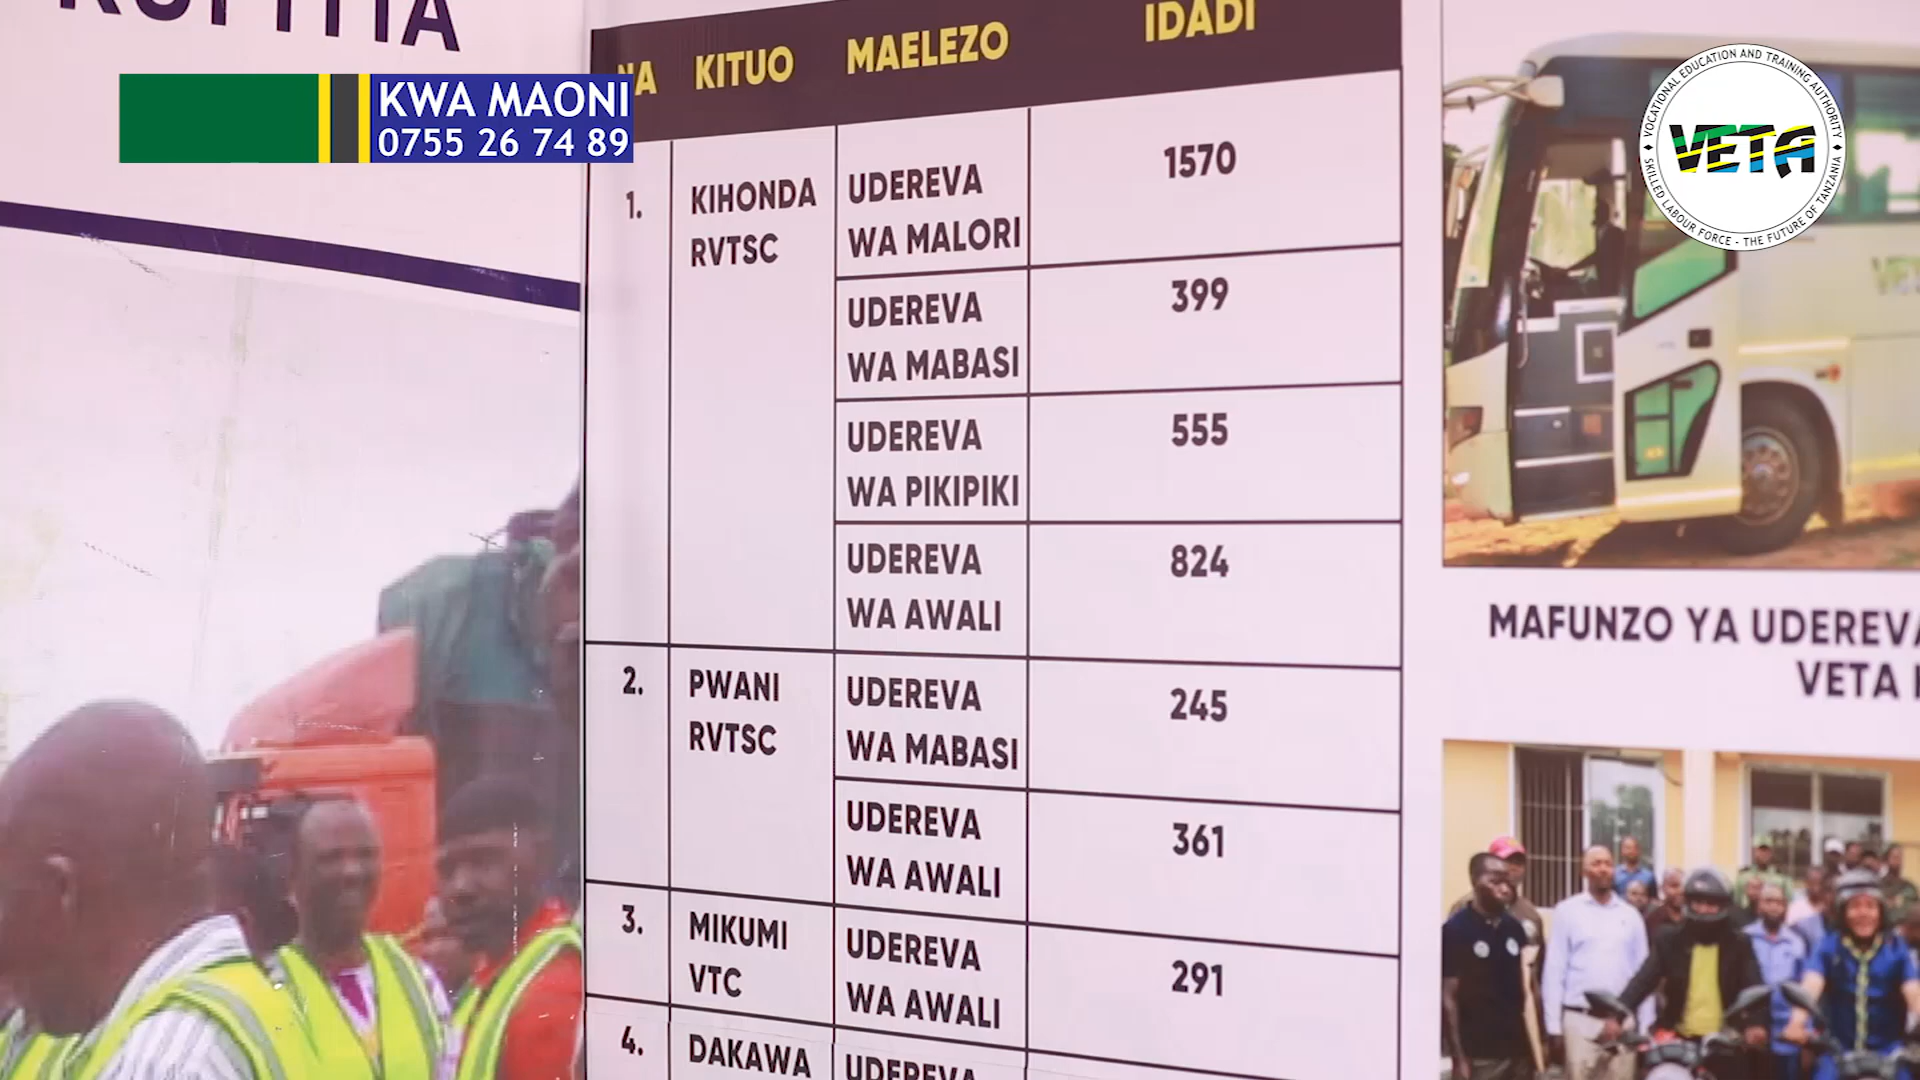 KWA MAONI
0755 26 74 89
NA KITUO MAELEZO IDADI
1. KIHONDA RVTSC
UDEREVA WA MALORI 1570
UDEREVA WA MABASI 399
UDEREVA WA PIKIPIKI 555
UDEREVA WA AWALI 824
2. PWANI RVTSC
UDEREVA WA MABASI 245
UDEREVA WA AWALI 361
3. MIKUMI VTC
UDEREVA WA AWALI 291
4. DAKAWA UDEREVA
VOCATIONAL EDUCATION AND TRAINING AUTHORITY
VETA
SKILLED LABOUR FORCE - THE FUTURE OF TANZANIA
MAFUNZO YA UDEREVA
VETA